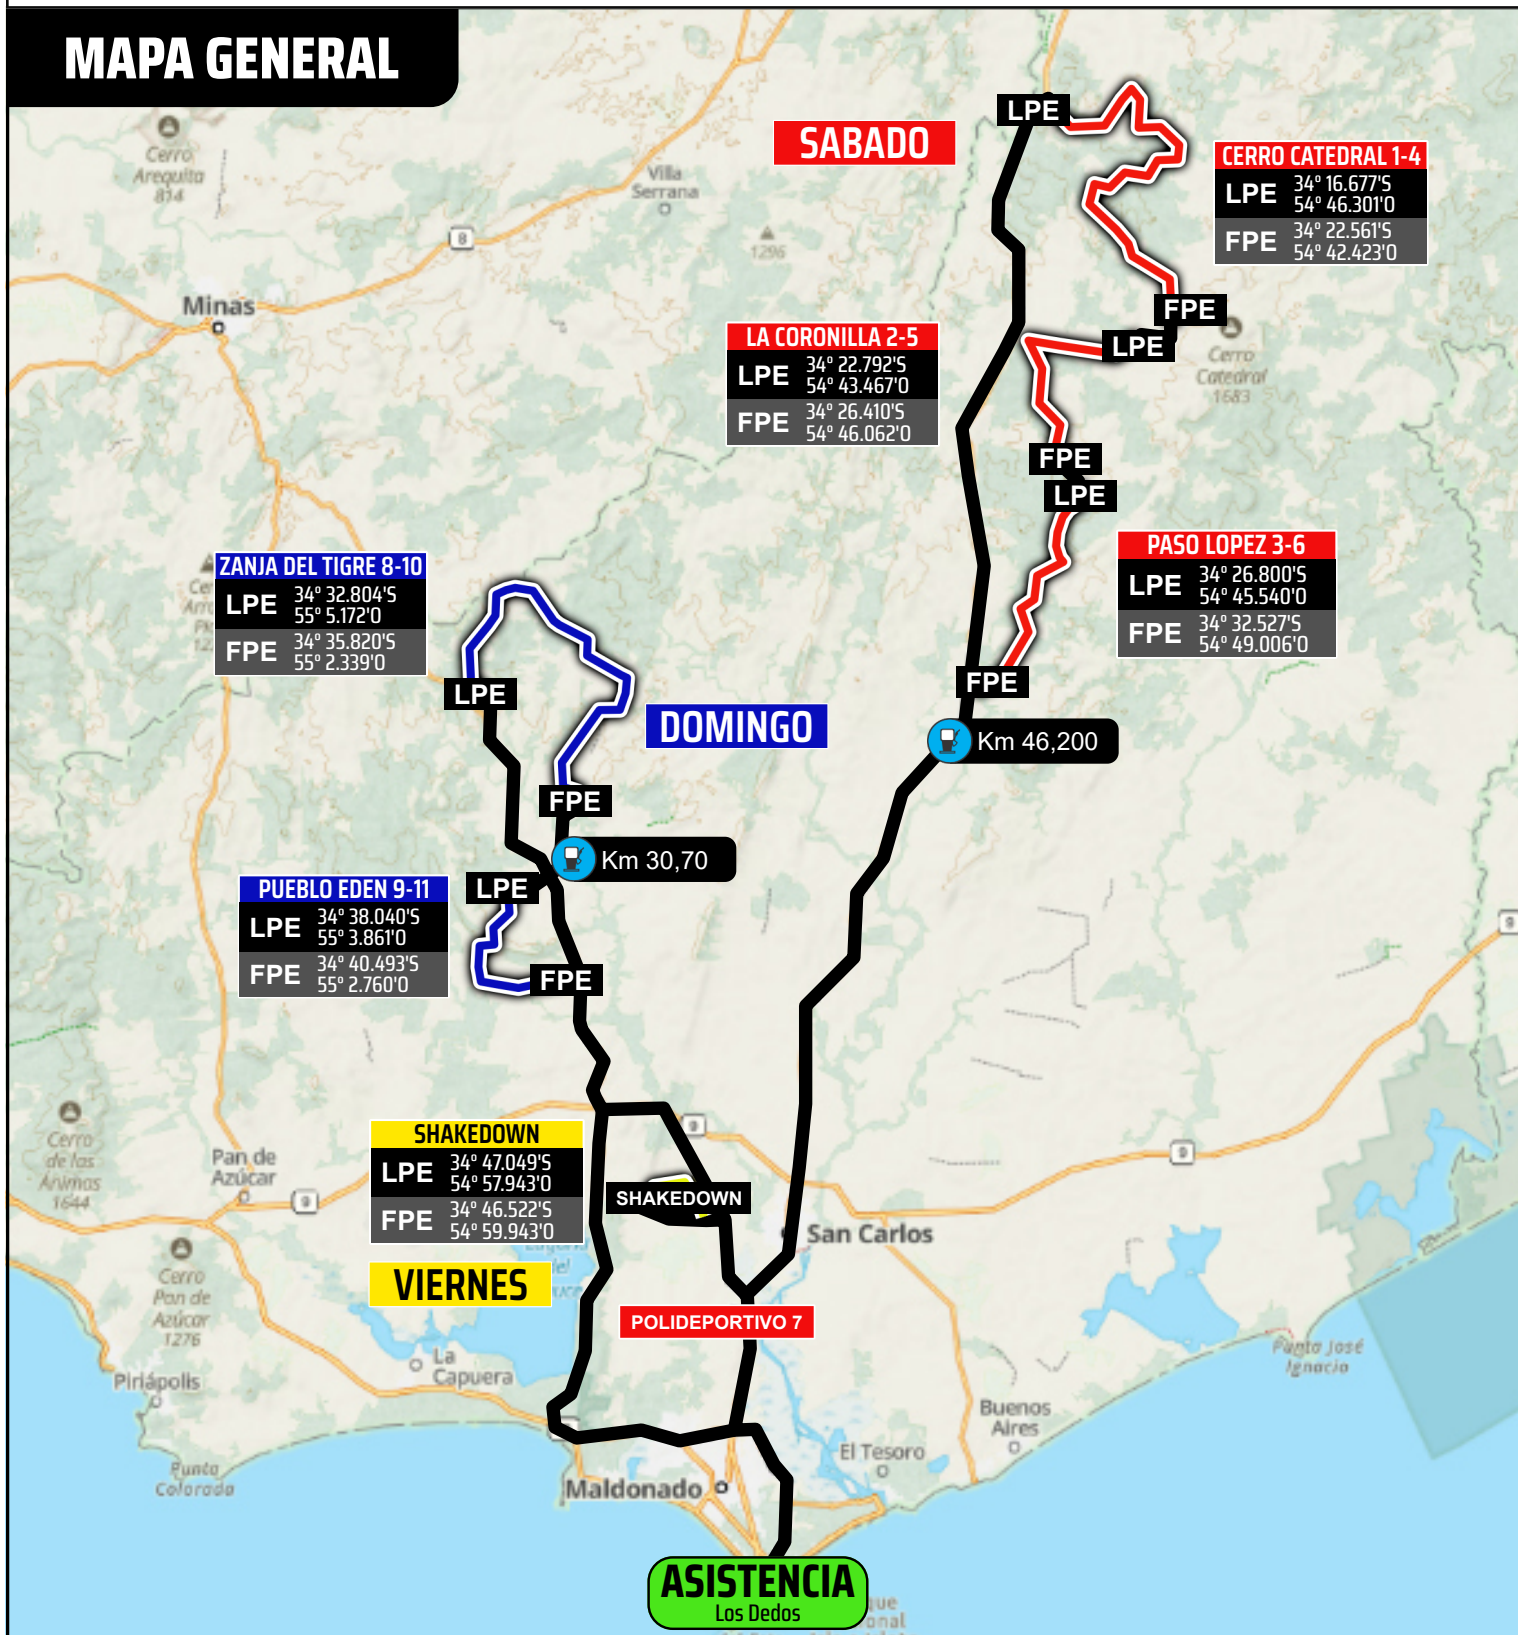 MAPA GENERAL
SABADO
LPE
CERRO CATEDRAL 1-4
LPE 34° 16.677'S
54° 46.301'O
FPE 34° 22.561'S
54° 42.423'O
Cerro
Arequita
814
Villa
Serrana
8
1296
Minas
FPE
LPE
Cerro
Catedral
1683
LA CORONILLA 2-5
LPE 34° 22.792'S
54° 43.467'O
FPE 34° 26.410'S
54° 46.062'O
FPE
LPE
PASO LOPEZ 3-6
LPE 34° 26.800'S
54° 45.540'O
FPE 34° 32.527'S
54° 49.006'O
FPE
Km 46,200
ZANJA DEL TIGRE 8-10
LPE 34° 32.804'S
55° 5.172'O
FPE 34° 35.820'S
55° 2.339'O
LPE
DOMINGO
FPE
Km 30,70
PUEBLO EDEN 9-11
LPE 34° 38.040'S
55° 3.861'O
FPE 34° 40.493'S
55° 2.760'O
LPE
FPE
9
SHAKEDOWN
LPE 34° 47.049'S
54° 57.943'O
FPE 34° 46.522'S
54° 59.943'O
VIERNES
9
9
SHAKEDOWN
Cerro
de las
Ánimas
1644
Pan de
Azúcar
9
San Carlos
Cerro
Pan de
Azúcar
1276
del
POLIDEPORTIVO 7
La
Capuera
Piriápolis
Punta José
Ignacio
Buenos
Aires
El Tesoro
Punta
Colorada
Maldonado
ASISTENCIA
Los Dedos